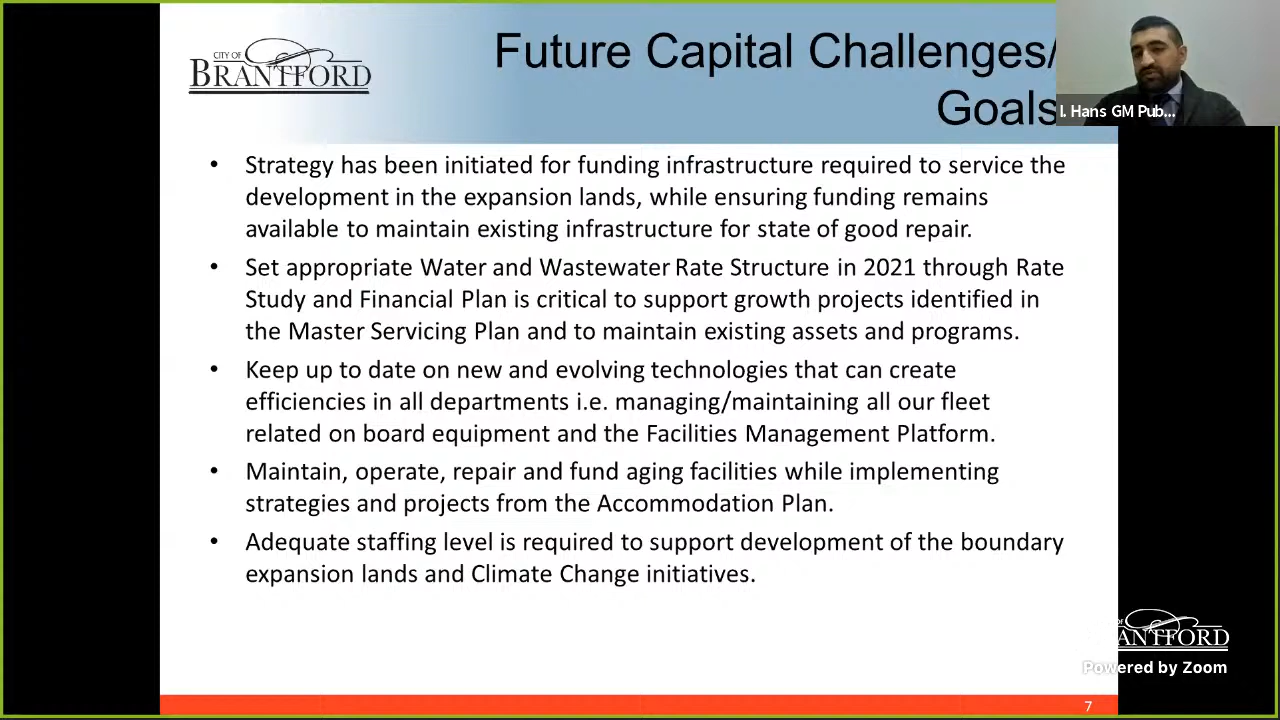 CITY OF
BRANTFORD
Future Capital Challenges/
Goals
I. Hans GM Pub...
• Strategy has been initiated for funding infrastructure required to service the
development in the expansion lands, while ensuring funding remains
available to maintain existing infrastructure for state of good repair.
• Set appropriate Water and Wastewater Rate Structure in 2021 through Rate
Study and Financial Plan is critical to support growth projects identified in
the Master Servicing Plan and to maintain existing assets and programs.
• Keep up to date on new and evolving technologies that can create
efficiencies in all departments i.e. managing/maintaining all our fleet
related on board equipment and the Facilities Management Platform.
• Maintain, operate, repair and fund aging facilities while implementing
strategies and projects from the Accommodation Plan.
• Adequate staffing level is required to support development of the boundary
expansion lands and Climate Change initiatives.
OF
ANTFORD
Powered by Zoom
7